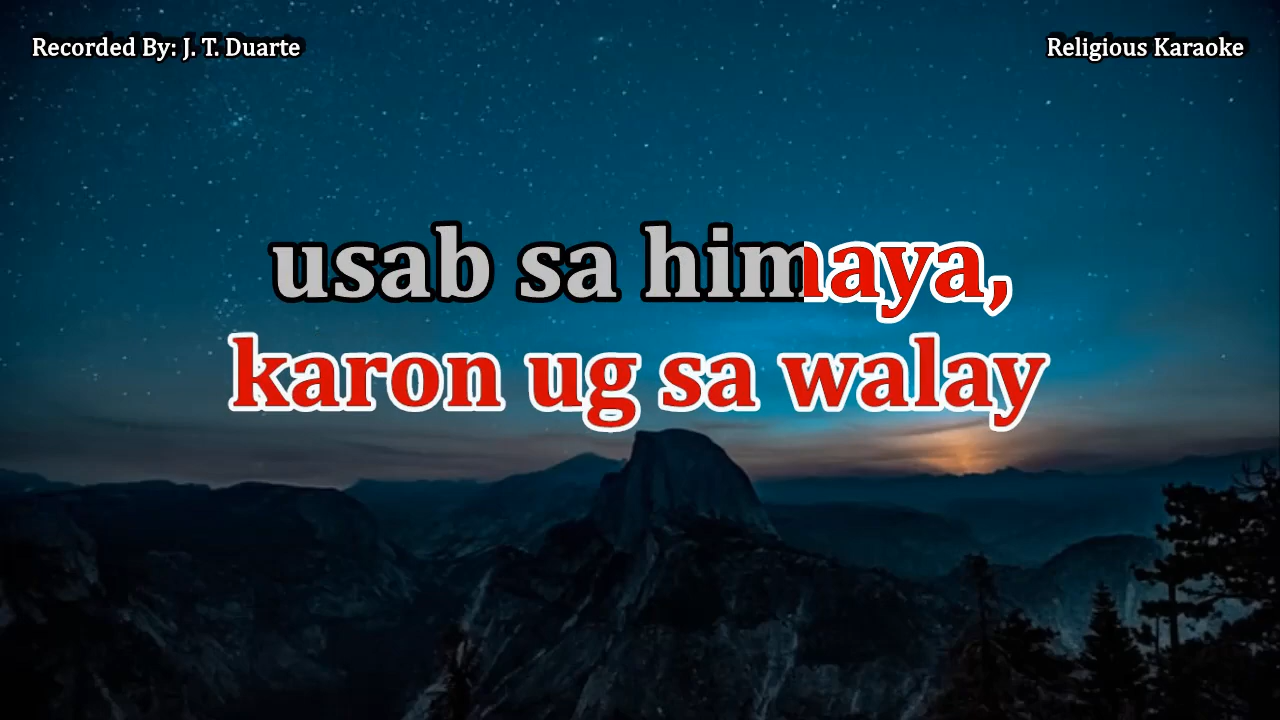 Recorded By: J. T. Duarte
Religious Karaoke
usab sa himaya,
karon ug sa walay